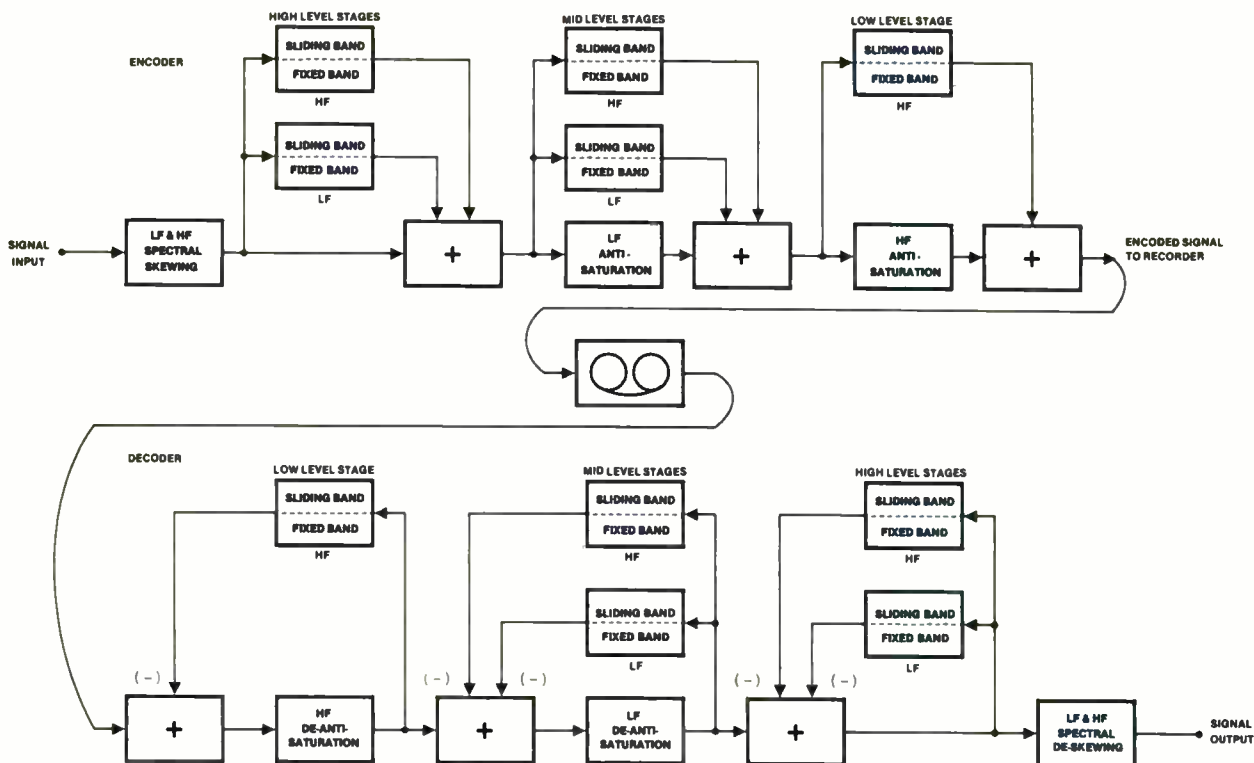 HIGH LEVEL STAGES
MID LEVEL STAGES
LOW LEVEL STAGE
ENCODER
SLIDING BAND
FIXED BAND
HF
SLIDING BAND
FIXED BAND
HF
SLIDING BAND
FIXED BAND
HF
SLIDING BAND
FIXED BAND
LF
SLIDING BAND
FIXED BAND
LF
SIGNAL
INPUT
LF & HF
SPECTRAL
SKEWING
+
LF
ANTI-
SATURATION
+
HF
ANTI-
SATURATION
+
ENCODED SIGNAL
TO RECORDER
DECODER
LOW LEVEL STAGE
MID LEVEL STAGES
HIGH LEVEL STAGES
SLIDING BAND
FIXED BAND
HF
SLIDING BAND
FIXED BAND
HF
SLIDING BAND
FIXED BAND
HF
SLIDING BAND
FIXED BAND
LF
SLIDING BAND
FIXED BAND
LF
(-)
(-)
(-)
(-)
(-)
+
HF
DE-ANTI-
SATURATION
+
LF
DE-ANTI-
SATURATION
+
LF & HF
SPECTRAL
DE-SKEWING
SIGNAL
OUTPUT